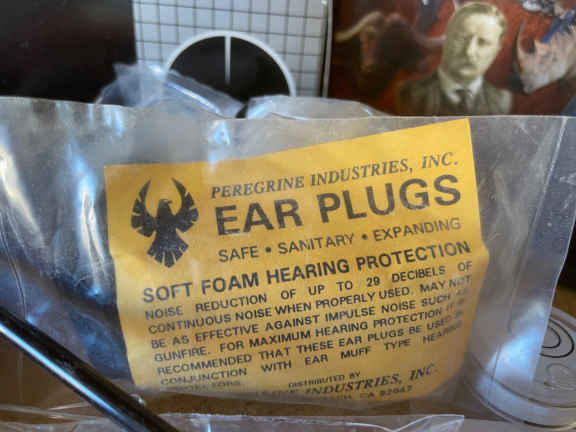 PEREGRINE INDUSTRIES, INC.
EAR PLUGS
SAFE • SANITARY • EXPANDING
SOFT FOAM HEARING PROTECTION
NOISE REDUCTION OF UP TO 29 DECIBELS OF
CONTINUOUS NOISE WHEN PROPERLY USED. MAY NOT
BE AS EFFECTIVE AGAINST IMPULSE NOISE SUCH AS
GUNFIRE. FOR MAXIMUM HEARING PROTECTION IT IS
RECOMMENDED THAT THESE EAR PLUGS BE USED IN
CONJUNCTION WITH EAR MUFF TYPE HEARING
DISTRIBUTED BY
INDUSTRIES, INC.
CA